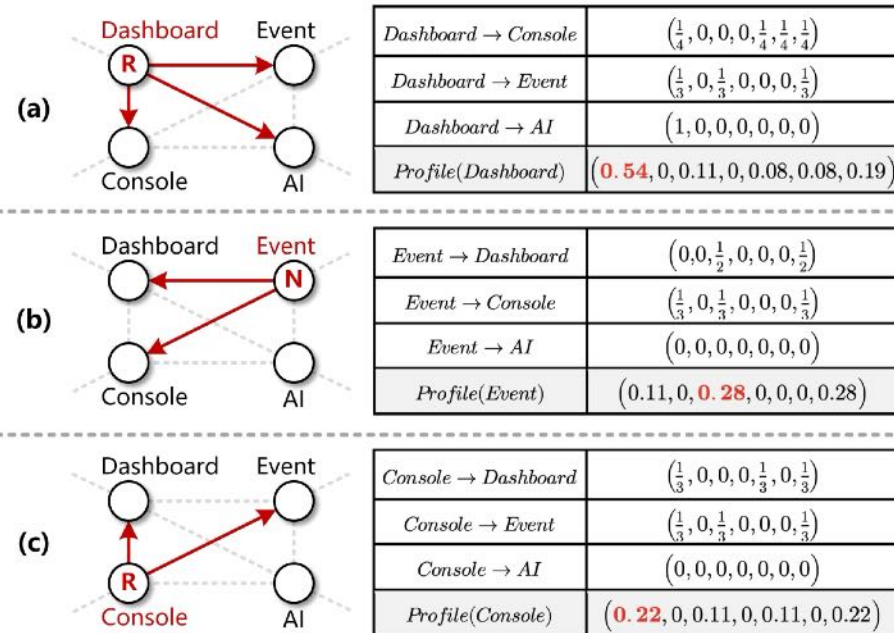 Dashboard Event
R
(a)
Console AI
Dashboard → Console (1/4, 0, 0, 0, 1/4, 1/4, 1/4)
Dashboard → Event (1/3, 0, 1/3, 0, 0, 0, 1/3)
Dashboard → AI (1, 0, 0, 0, 0, 0, 0)
Profile(Dashboard) (0.54, 0, 0.11, 0, 0.08, 0.08, 0.19)
Dashboard Event
N
(b)
Console AI
Event → Dashboard (0,0, 1/2, 0, 0, 0, 1/2)
Event → Console (1/3, 0, 1/3, 0, 0, 0, 1/3)
Event → AI (0, 0, 0, 0, 0, 0, 0)
Profile(Event) (0.11, 0, 0.28, 0, 0, 0, 0.28)
Dashboard Event
(c)
R
Console AI
Console → Dashboard (1/3, 0, 0, 0, 1/3, 0, 1/3)
Console → Event (1/3, 0, 1/3, 0, 0, 0, 1/3)
Console → AI (0, 0, 0, 0, 0, 0, 0)
Profile(Console) (0.22, 0, 0.11, 0, 0.11, 0, 0.22)